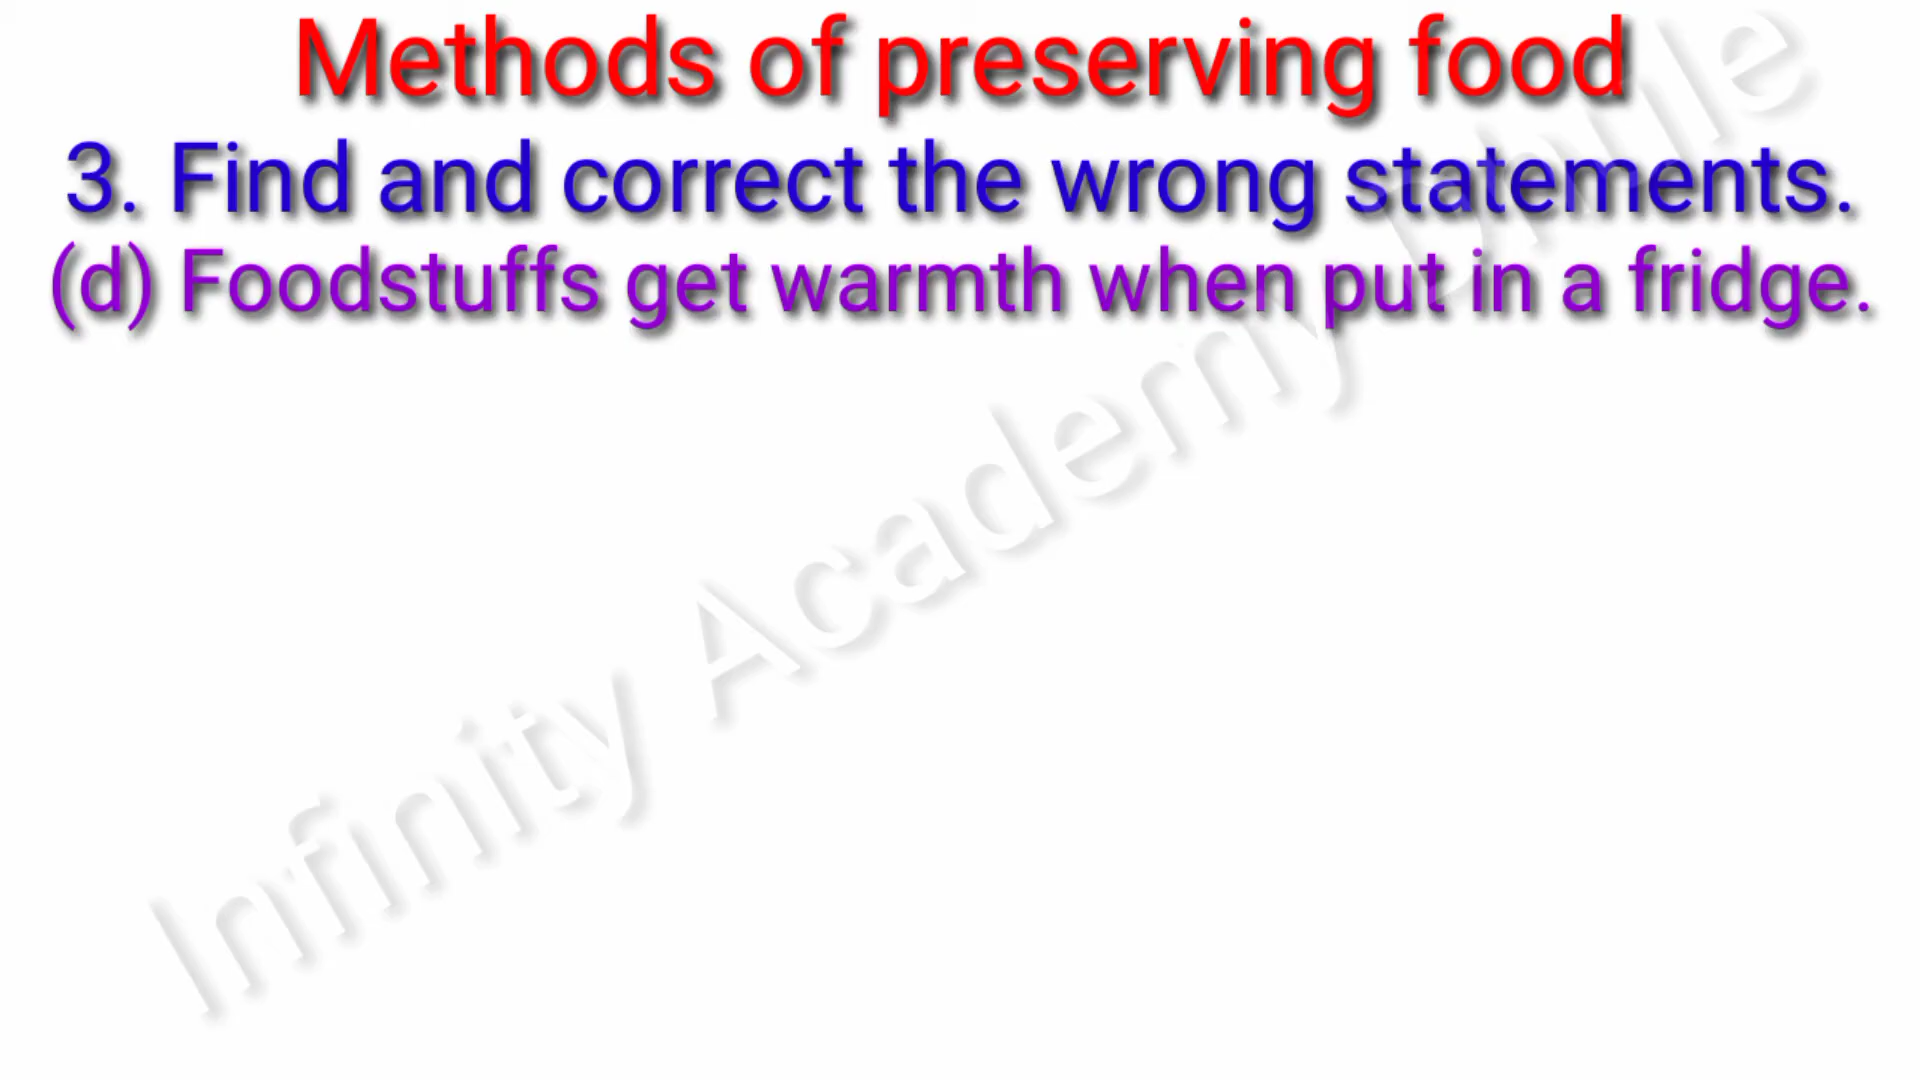 Methods of preserving food
3. Find and correct the wrong statements.
(d) Foodstuffs get warmth when put in a fridge.
Infinity Academy Dhule